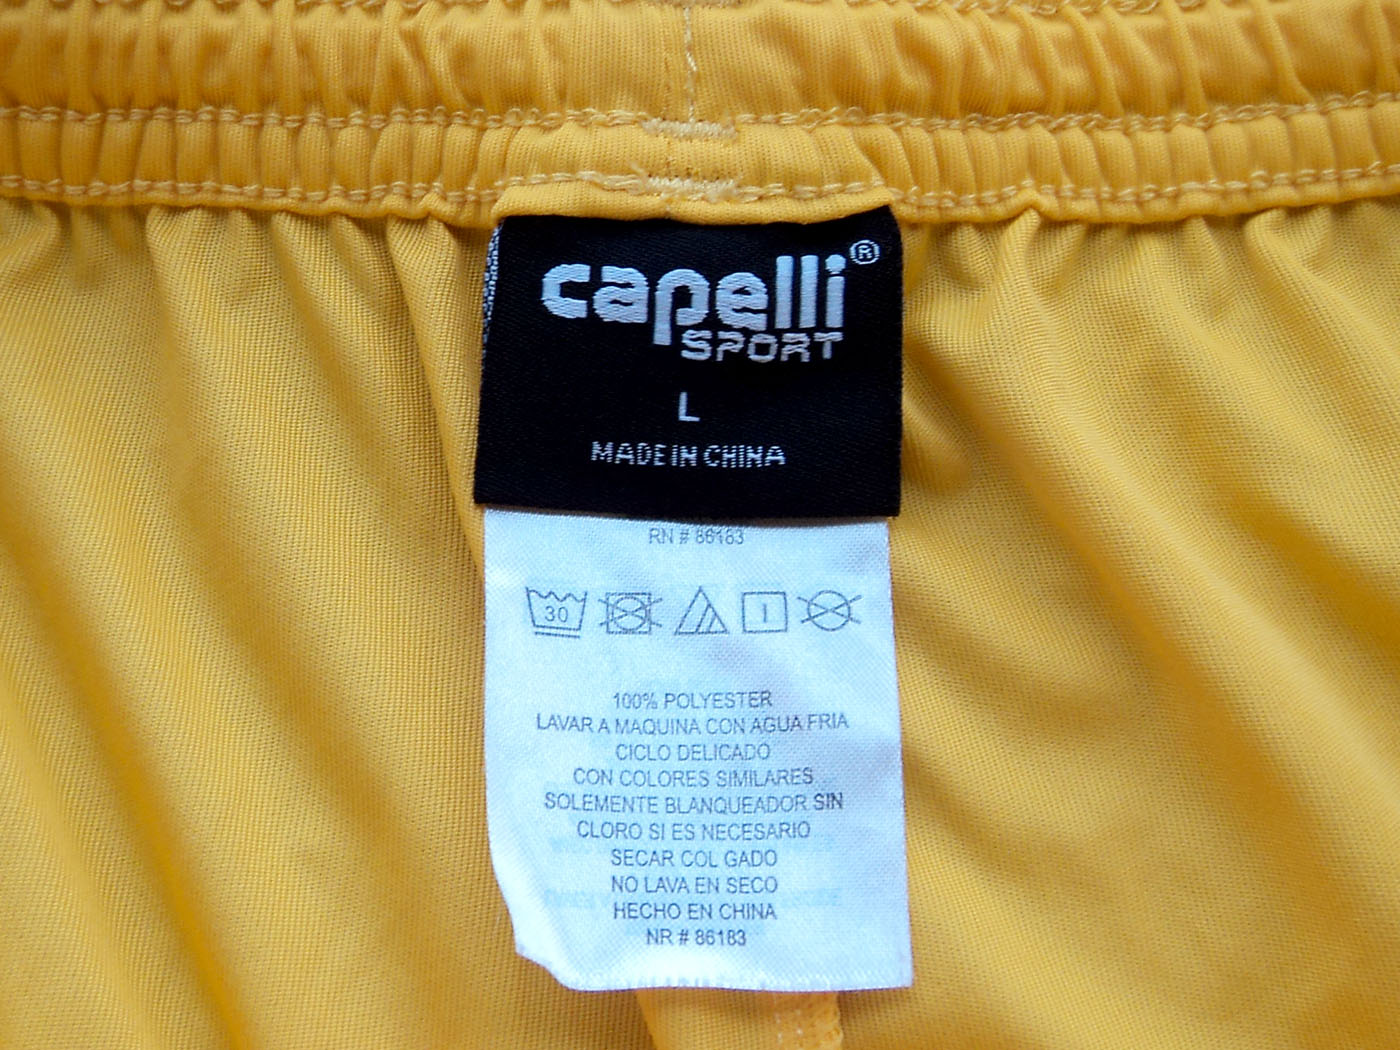 capelli®
SPORT
L
MADE IN CHINA
RN # 86183
30
100% POLYESTER
LAVAR A MAQUINA CON AGUA FRIA
CICLO DELICADO
CON COLORES SIMILARES
SOLEMENTE BLANQUEADOR SIN
CLORO SI ES NECESARIO
SECAR COL GADO
NO LAVA EN SECO
HECHO EN CHINA
NR # 86183